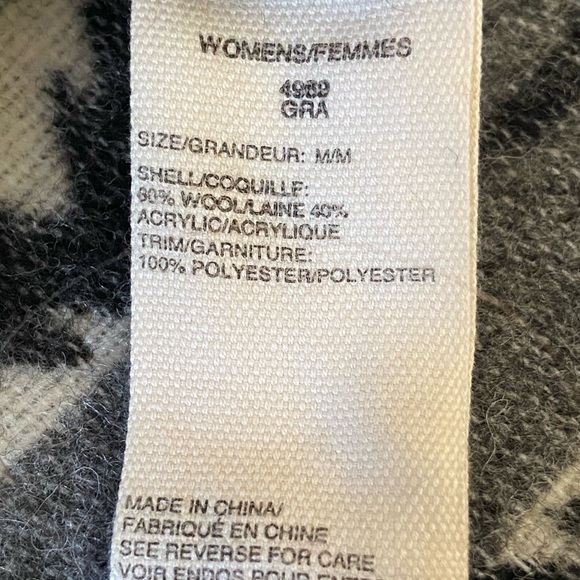 WOMENS/FEMMES
4969
GRA
SIZE/GRANDEUR: M/M
SHELL/COQUILLE:
60% WOOL/LAINE 40%
ACRYLIC/ACRYLIQUE
TRIM/GARNITURE:
100% POLYESTER/POLYESTER
MADE IN CHINA/
FABRIQUÉ EN CHINE
SEE REVERSE FOR CARE
VOIR ENDOS POUR